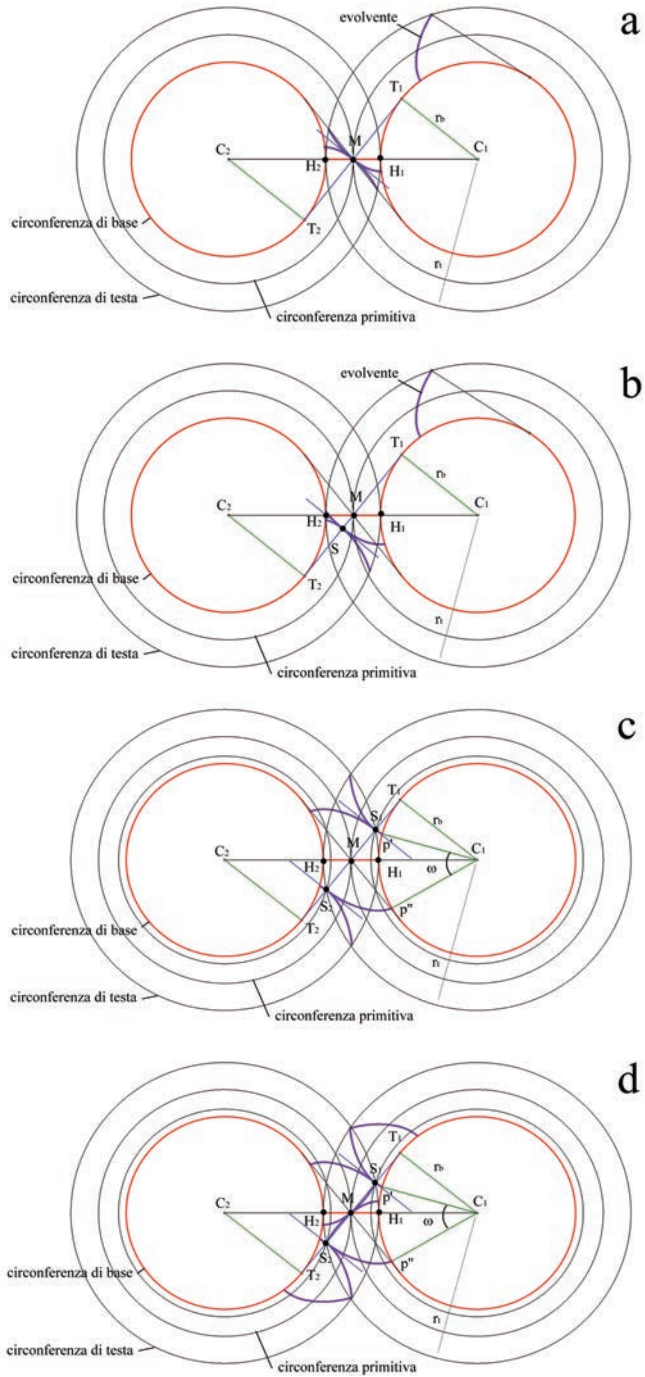 evolvente
a
T1
rb
M
C2
C1
H2
H1
circonferenza di base
T2
rt
circonferenza di testa
circonferenza primitiva
evolvente
b
T1
rb
M
C2
C1
H2
H1
S
circonferenza di base
T2
rt
circonferenza di testa
circonferenza primitiva
c
T1
S1
rb
M
p'
C2
C1
H2
H1
ω
S2
p"
circonferenza di base
T2
rt
circonferenza di testa
circonferenza primitiva
d
T1
S1
rb
M
p'
C2
C1
H2
H1
ω
S2
p"
circonferenza di base
T2
rt
circonferenza di testa
circonferenza primitiva